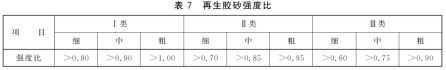 表 7 再生胶砂强度比
项 目 Ⅰ类 Ⅱ类 Ⅲ类
细 中 粗 细 中 粗 细 中 粗
强度比 >0.80 >0.90 >1.00 >0.70 >0.85 >0.95 >0.60 >0.75 >0.90